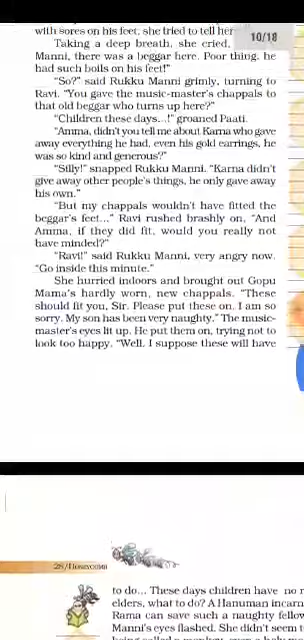 with sores on his feet, she tried to tell her
10/18
Taking a deep breath, she cried,
Manni, there was a beggar here. Poor thing, he
had such boils on his feet!"
"So?" said Rukku Manni grimly, turning to
Ravi. "You gave the music-master's chappals to
that old beggar who turns up here?"
"Children these days...!" groaned Paati.
"Amma, didn't you tell me about Karna who gave
away everything he had, even his gold earrings, he
was so kind and generous?"
"Silly!" snapped Rukku Manni. "Karna didn't
give away other people's things, he only gave away
his own."
"But my chappals wouldn't have fitted the
beggar's feet..." Ravi rushed brashly on, "And
Amma, if they did fit, would you really not
have minded?"
"Ravi!" said Rukku Manni, very angry now.
"Go inside this minute."
She hurried indoors and brought out Gopu
Mama's hardly worn, new chappals. "These
should fit you, Sir. Please put these on. I am so
sorry. My son has been very naughty." The music-
master's eyes lit up. He put them on, trying not to
look too happy. "Well, I suppose these will have
28/Honeycomb
to do... These days children have no r
elders, what to do? A Hanuman incarn
Rama can save such a naughty fellow
Manni's eyes flashed. She didn't seem t